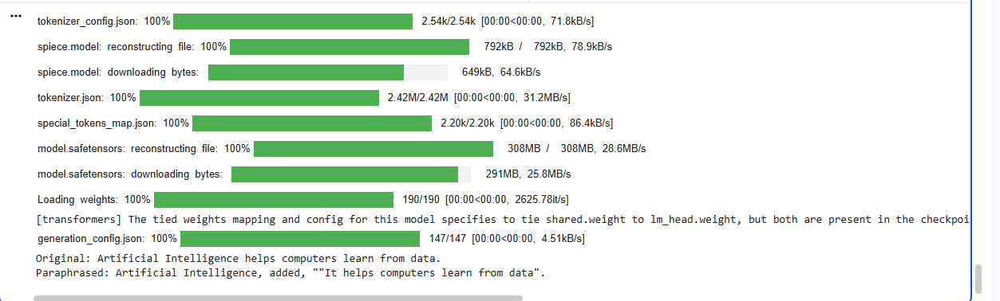 tokenizer_config.json: 100% 2.54k/2.54k [00:00<00:00, 71.8kB/s]
spiece.model: reconstructing file: 100% 792kB / 792kB, 78.9kB/s
spiece.model: downloading bytes: 649kB, 64.6kB/s
tokenizer.json: 100% 2.42M/2.42M [00:00<00:00, 31.2MB/s]
special_tokens_map.json: 100% 2.20k/2.20k [00:00<00:00, 86.4kB/s]
model.safetensors: reconstructing file: 100% 308MB / 308MB, 28.6MB/s
model.safetensors: downloading bytes: 291MB, 25.8MB/s
Loading weights: 100% 190/190 [00:00<00:00, 2625.78it/s]
[transformers] The tied weights mapping and config for this model specifies to tie shared.weight to lm_head.weight, but both are present in the checkpoi
generation_config.json: 100% 147/147 [00:00<00:00, 4.51kB/s]
Original: Artificial Intelligence helps computers learn from data.
Paraphrased: Artificial Intelligence, added, ""It helps computers learn from data".